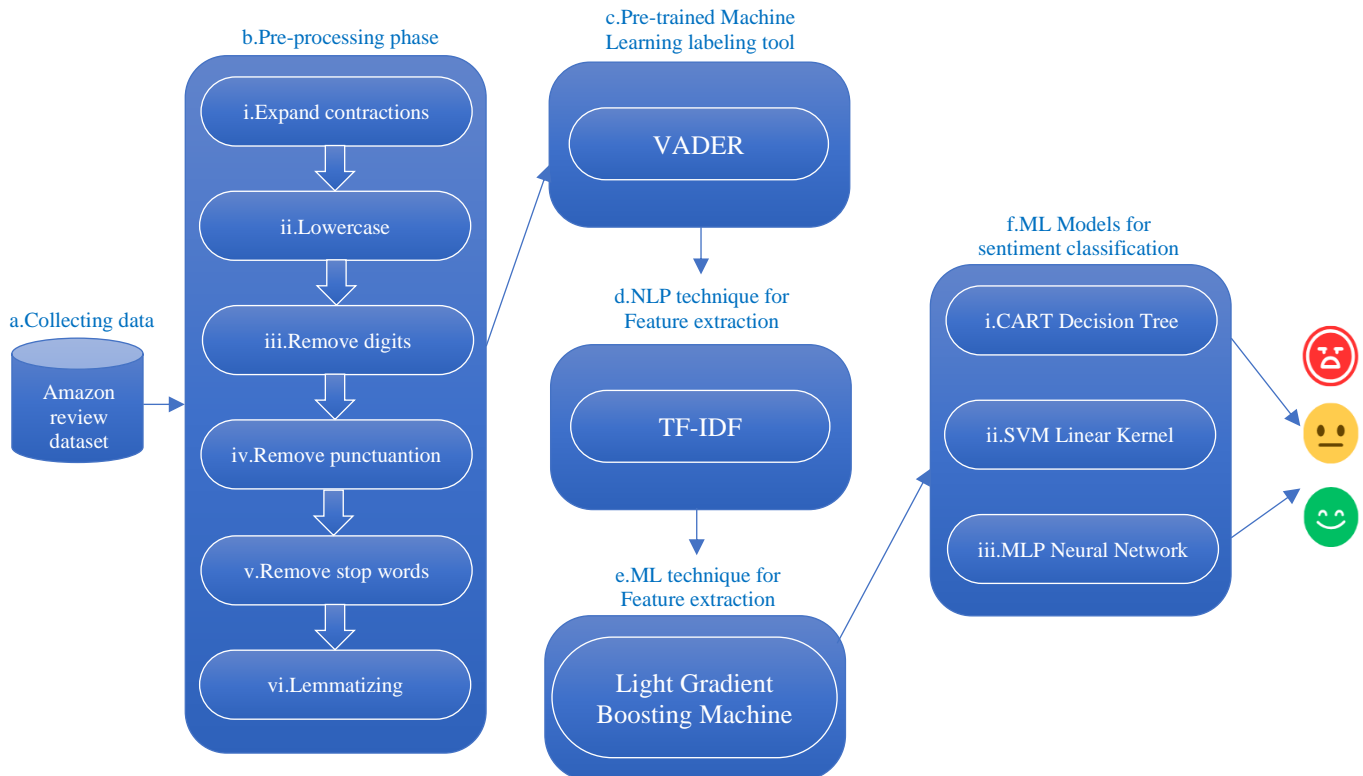 a.Collecting data
Amazon
review
dataset
b.Pre-processing phase
i.Expand contractions
ii.Lowercase
iii.Remove digits
iv.Remove punctuantion
v.Remove stop words
vi.Lemmatizing
c.Pre-trained Machine
Learning labeling tool
VADER
d.NLP technique for
Feature extraction
TF-IDF
e.ML technique for
Feature extraction
Light Gradient
Boosting Machine
f.ML Models for
sentiment classification
i.CART Decision Tree
ii.SVM Linear Kernel
iii.MLP Neural Network